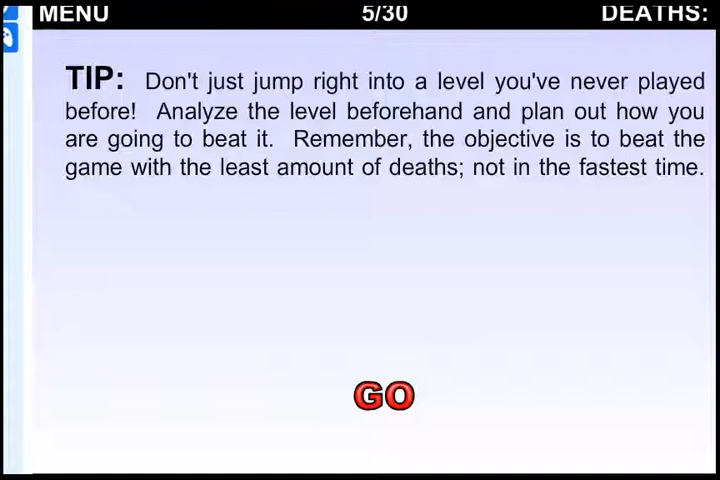 MENU 5/30 DEATHS:
TIP: Don't just jump right into a level you've never played
before! Analyze the level beforehand and plan out how you
are going to beat it. Remember, the objective is to beat the
game with the least amount of deaths; not in the fastest time.
GO